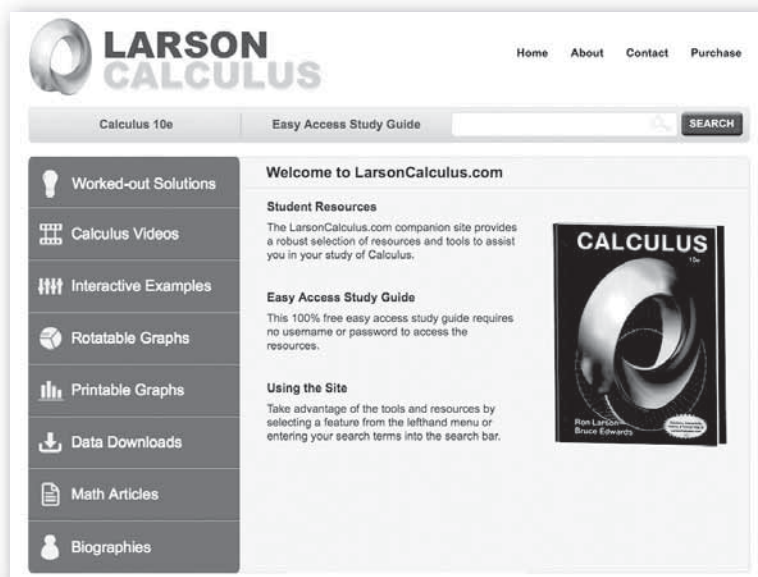 LARSON
CALCULUS
Home About Contact Purchase
Calculus 10e Easy Access Study Guide SEARCH
Worked-out Solutions
Calculus Videos
Interactive Examples
Rotatable Graphs
Printable Graphs
Data Downloads
Math Articles
Biographies
Welcome to LarsonCalculus.com
Student Resources
The LarsonCalculus.com companion site provides
a robust selection of resources and tools to assist
you in your study of Calculus.
Easy Access Study Guide
This 100% free easy access study guide requires
no username or password to access the
resources.
Using the Site
Take advantage of the tools and resources by
selecting a feature from the lefthand menu or
entering your search terms into the search bar.
CALCULUS
10e
Ron Larson
Bruce Edwards